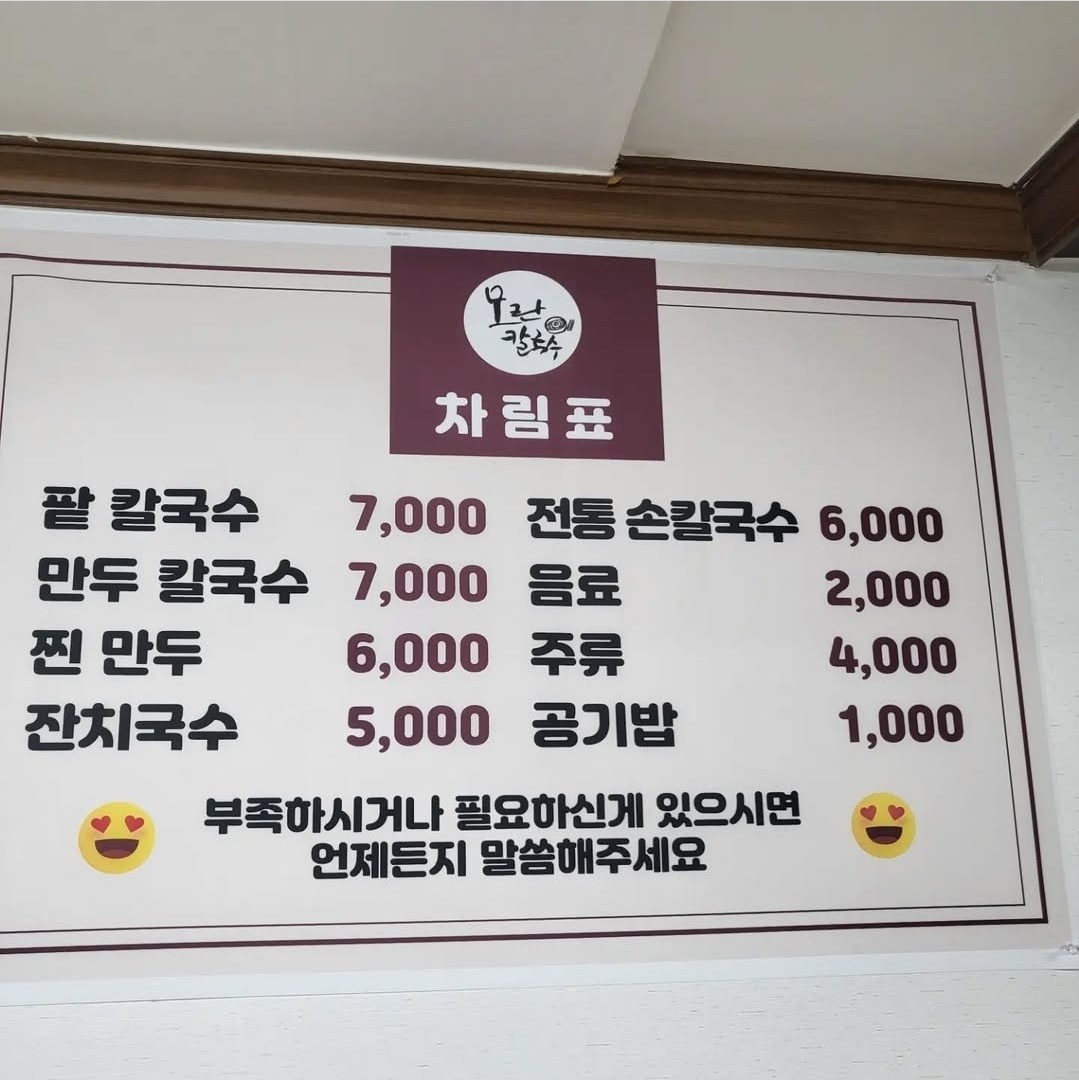 모란
칼국수
차림표
팥 칼국수 7,000 전통 손칼국수 6,000
만두 칼국수 7,000 음료 2,000
찐 만두 6,000 주류 4,000
잔치국수 5,000 공기밥 1,000
부족하시거나 필요하신게 있으시면
언제든지 말씀해주세요